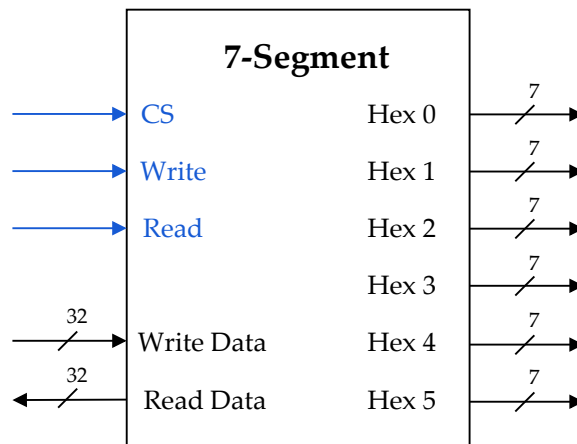 7-Segment
CS
Hex 0
7
Write
Hex 1
7
Read
Hex 2
7
Hex 3
7
32
Write Data
Hex 4
7
32
Read Data
Hex 5
7